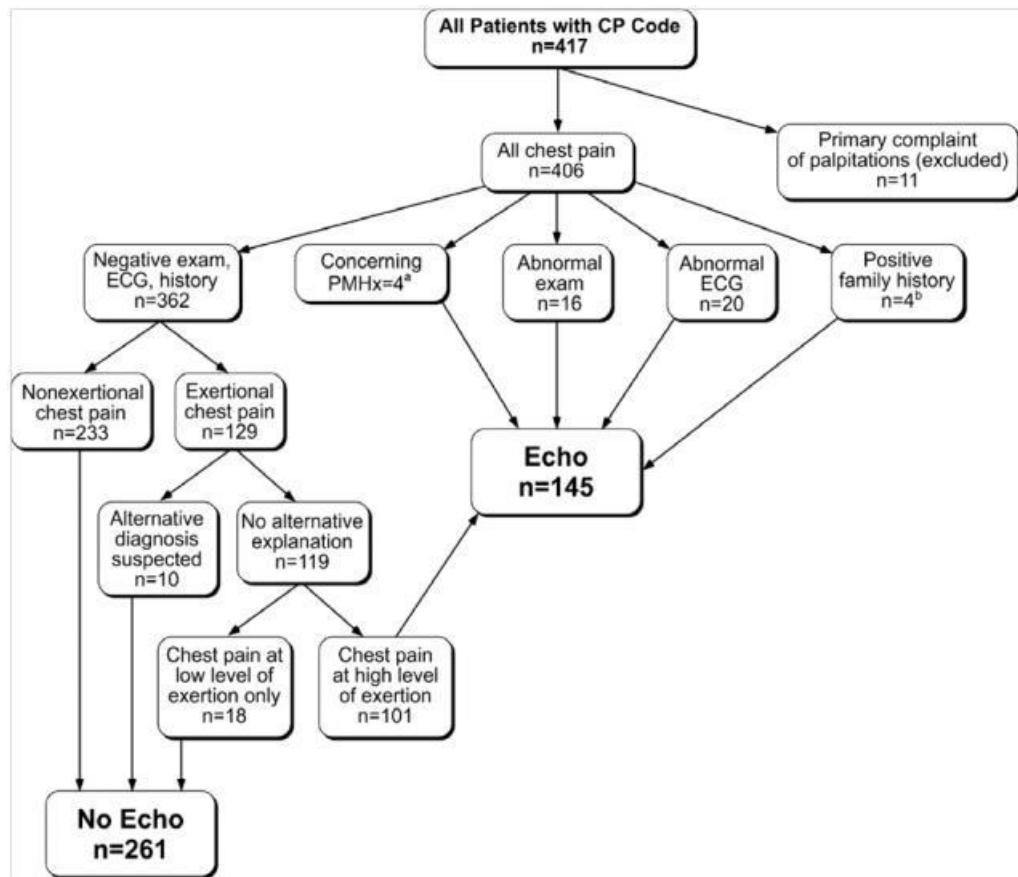 All Patients with CP Code
n=417
Primary complaint
of palpitations (excluded)
n=11
All chest pain
n=406
Negative exam,
ECG, history
n=362
Concerning
PMHx=4ᵃ
Abnormal
exam
n=16
Abnormal
ECG
n=20
Positive
family history
n=4ᵇ
Nonexertional
chest pain
n=233
Exertional
chest pain
n=129
Echo
n=145
Alternative
diagnosis
suspected
n=10
No alternative
explanation
n=119
Chest pain at
low level of
exertion only
n=18
Chest pain
at high level
of exertion
n=101
No Echo
n=261